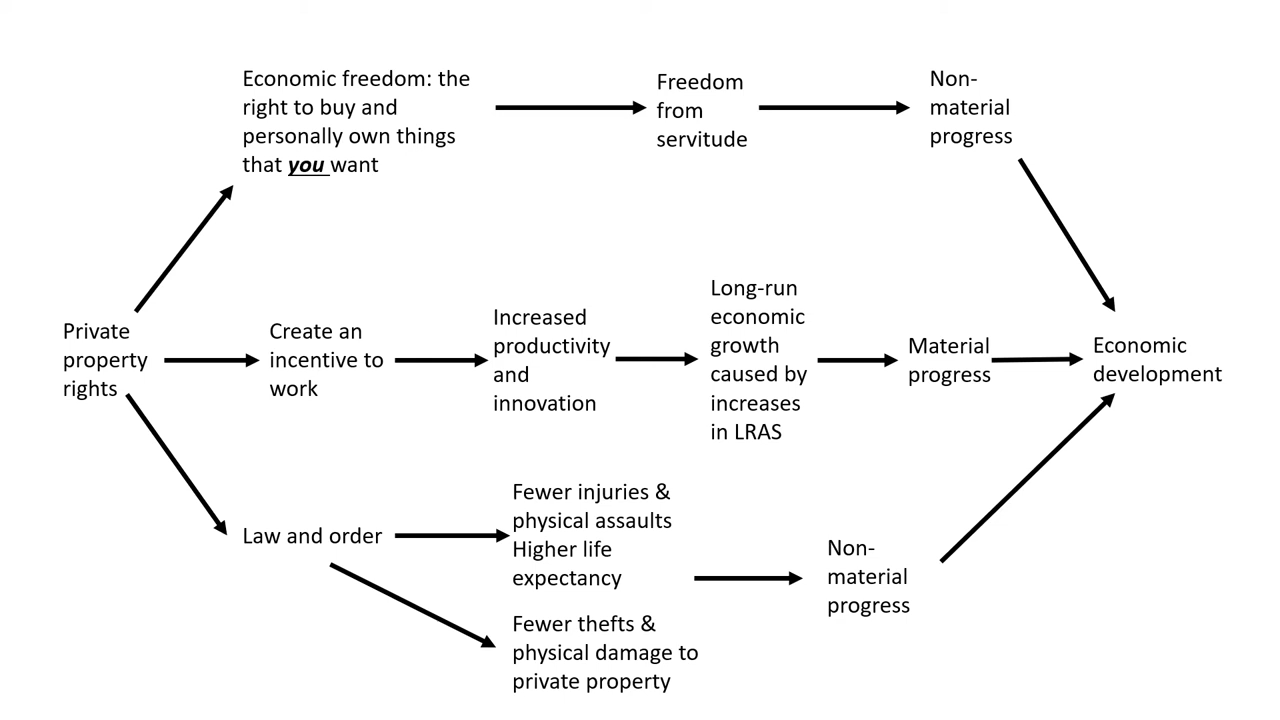 Economic freedom: the
right to buy and
personally own things
that you want
Freedom
from
servitude
Non-
material
progress
Private
property
rights
Create an
incentive to
work
Increased
productivity
and
innovation
Long-run
economic
growth
caused by
increases
in LRAS
Material
progress
Economic
development
Law and order
Fewer injuries &
physical assaults
Higher life
expectancy
Fewer thefts &
physical damage to
private property
Non-
material
progress